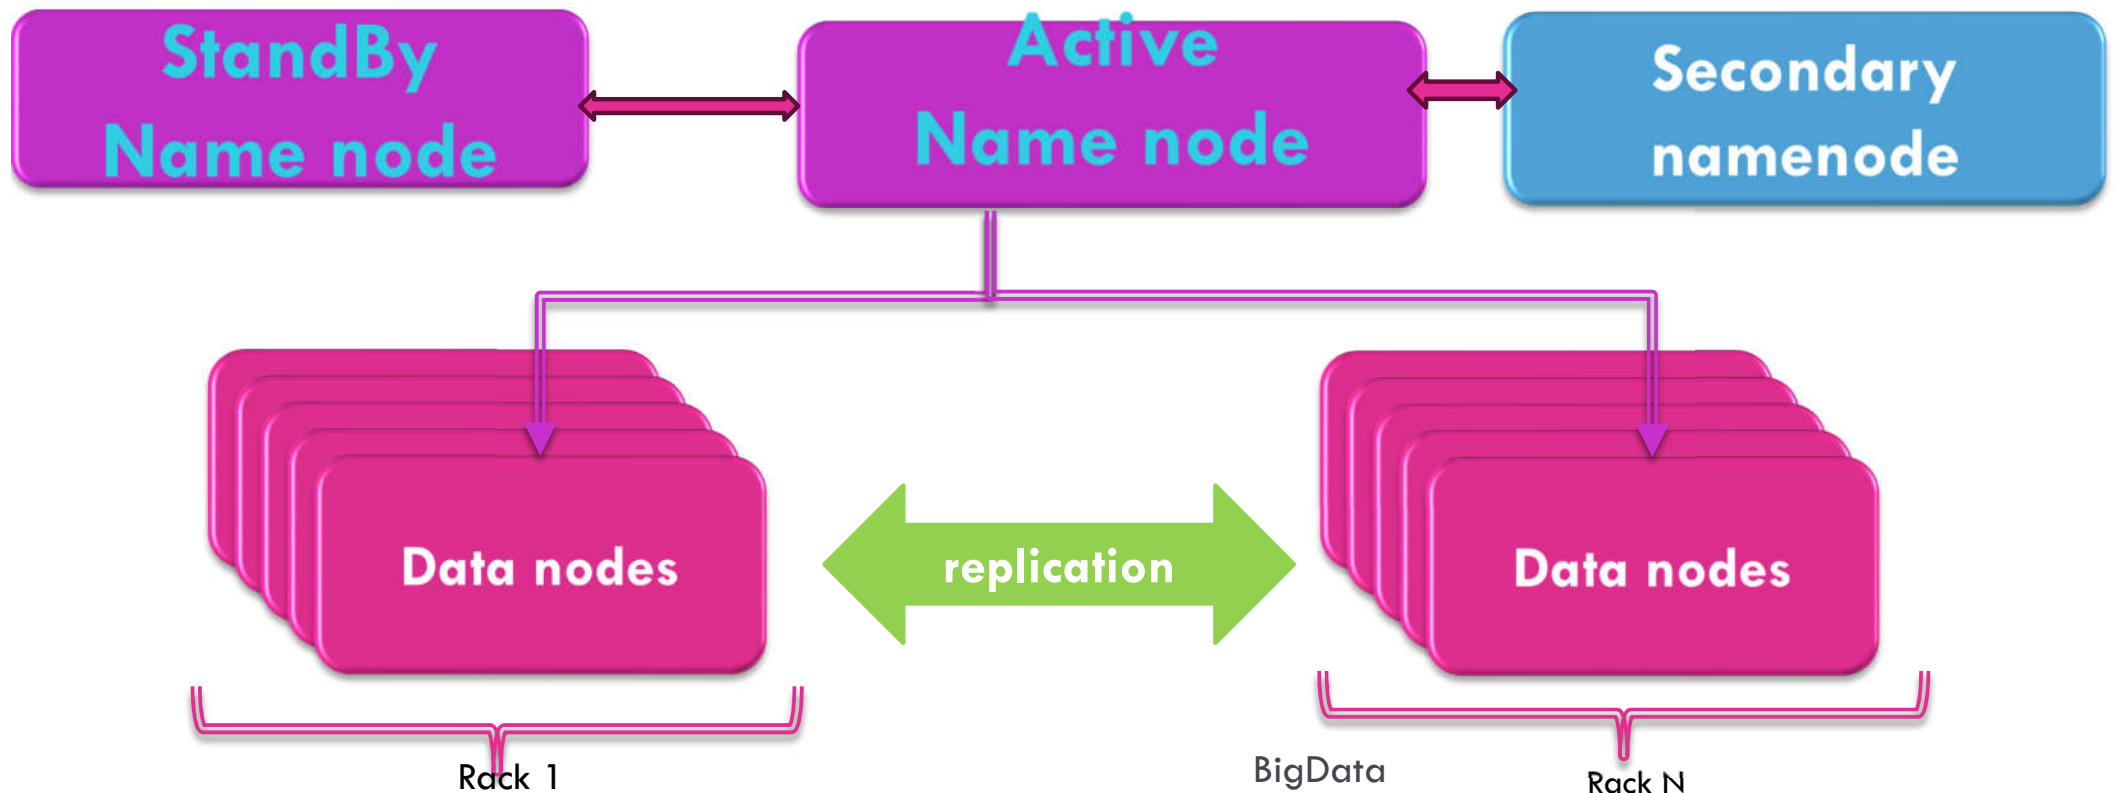 StandBy
Name node
Active
Name node
Secondary
namenode
Data nodes
replication
Data nodes
Rack 1
BigData
Rack N